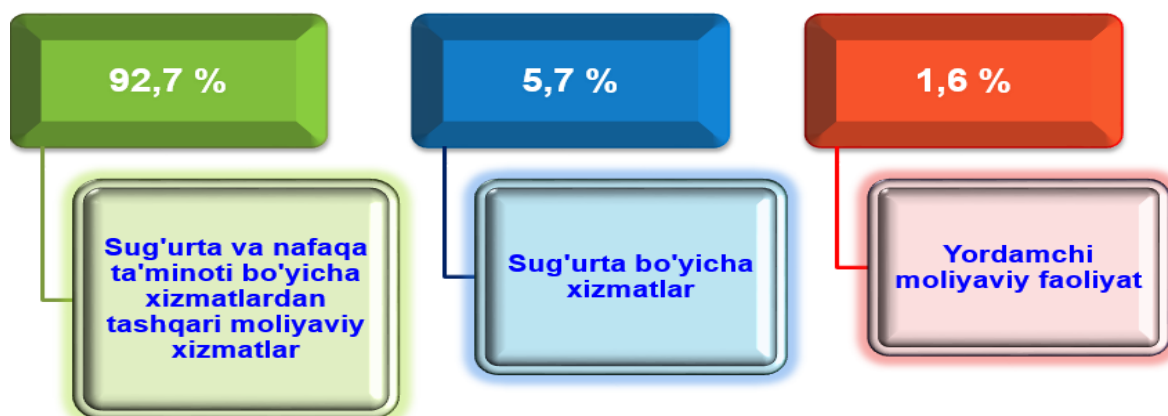 92,7 %
5,7 %
1,6 %
Sug'urta va nafaqa
ta'minoti bo'yicha
xizmatlardan
tashqari moliyaviy
xizmatlar
Sug'urta bo'yicha
xizmatlar
Yordamchi
moliyaviy faoliyat